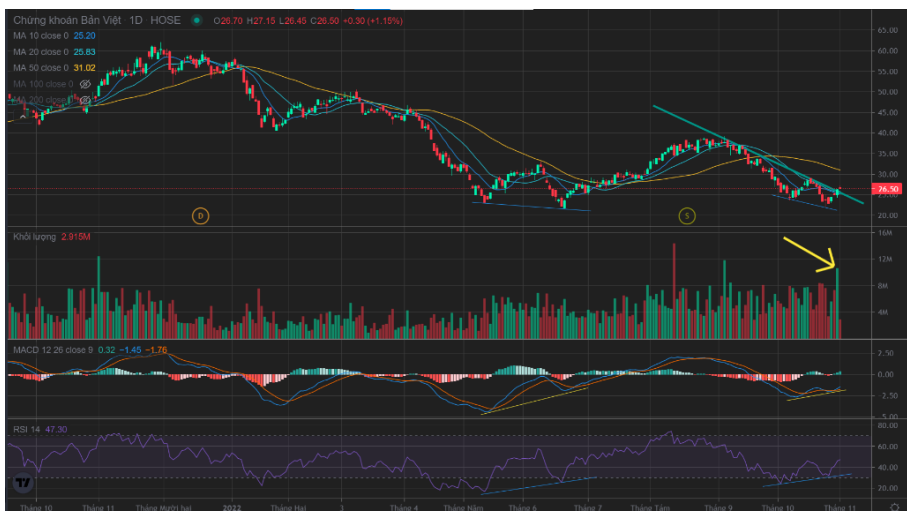 Chứng khoán Bản Việt 1D HOSE O26.70 H27.15 L26.45 C26.50 +0.30 (+1.15%)
MA 10 close 0 25.20
MA 20 close 0 25.83
MA 50 close 0 31.02
MA 100 close 0
MA 200 close 0
65.00
60.00
55.00
50.00
45.00
40.00
35.00
30.00
26.50
20.00
D
S
Khối lượng 2.915M
16M
12M
8M
4M
MACD 12 26 close 9 0.32 −1.45 −1.76
2.50
0.00
−2.50
−5.00
RSI 14 47.30
80.00
60.00
40.00
20.00
Tháng 10 Tháng 11 Tháng Mười hai 2022 Tháng Hai 3 Tháng 4 Tháng Năm Tháng 6 Tháng 7 Tháng Tám Tháng 9 Tháng 10 Tháng 11